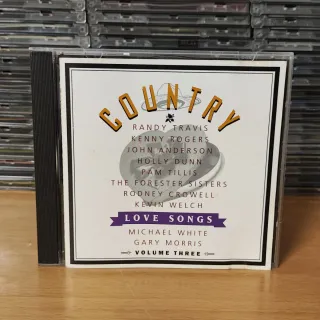 COUNTRY
RANDY TRAVIS
KENNY ROGERS
JOHN ANDERSON
HOLLY DUNN
PAM TILLIS
THE FORESTER SISTERS
RODNEY CROWELL
KEVIN WELCH
LOVE SONGS
MICHAEL WHITE
GARY MORRIS
VOLUME THREE